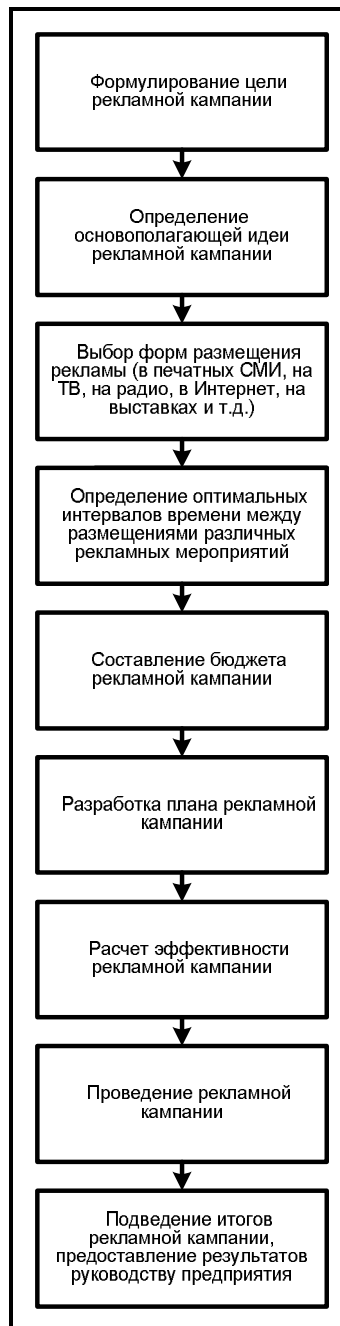 Формулирование цели
рекламной кампании
Определение
основополагающей идеи
рекламной кампании
Выбор форм размещения
рекламы (в печатных СМИ, на
ТВ, на радио, в Интернет, на
выставках и т.д.)
Определение оптимальных
интервалов времени между
размещениями различных
рекламных мероприятий
Составление бюджета
рекламной кампании
Разработка плана рекламной
кампании
Расчет эффективности
рекламной кампании
Проведение рекламной
кампании
Подведение итогов
рекламной кампании,
предоставление результатов
руководству предприятия